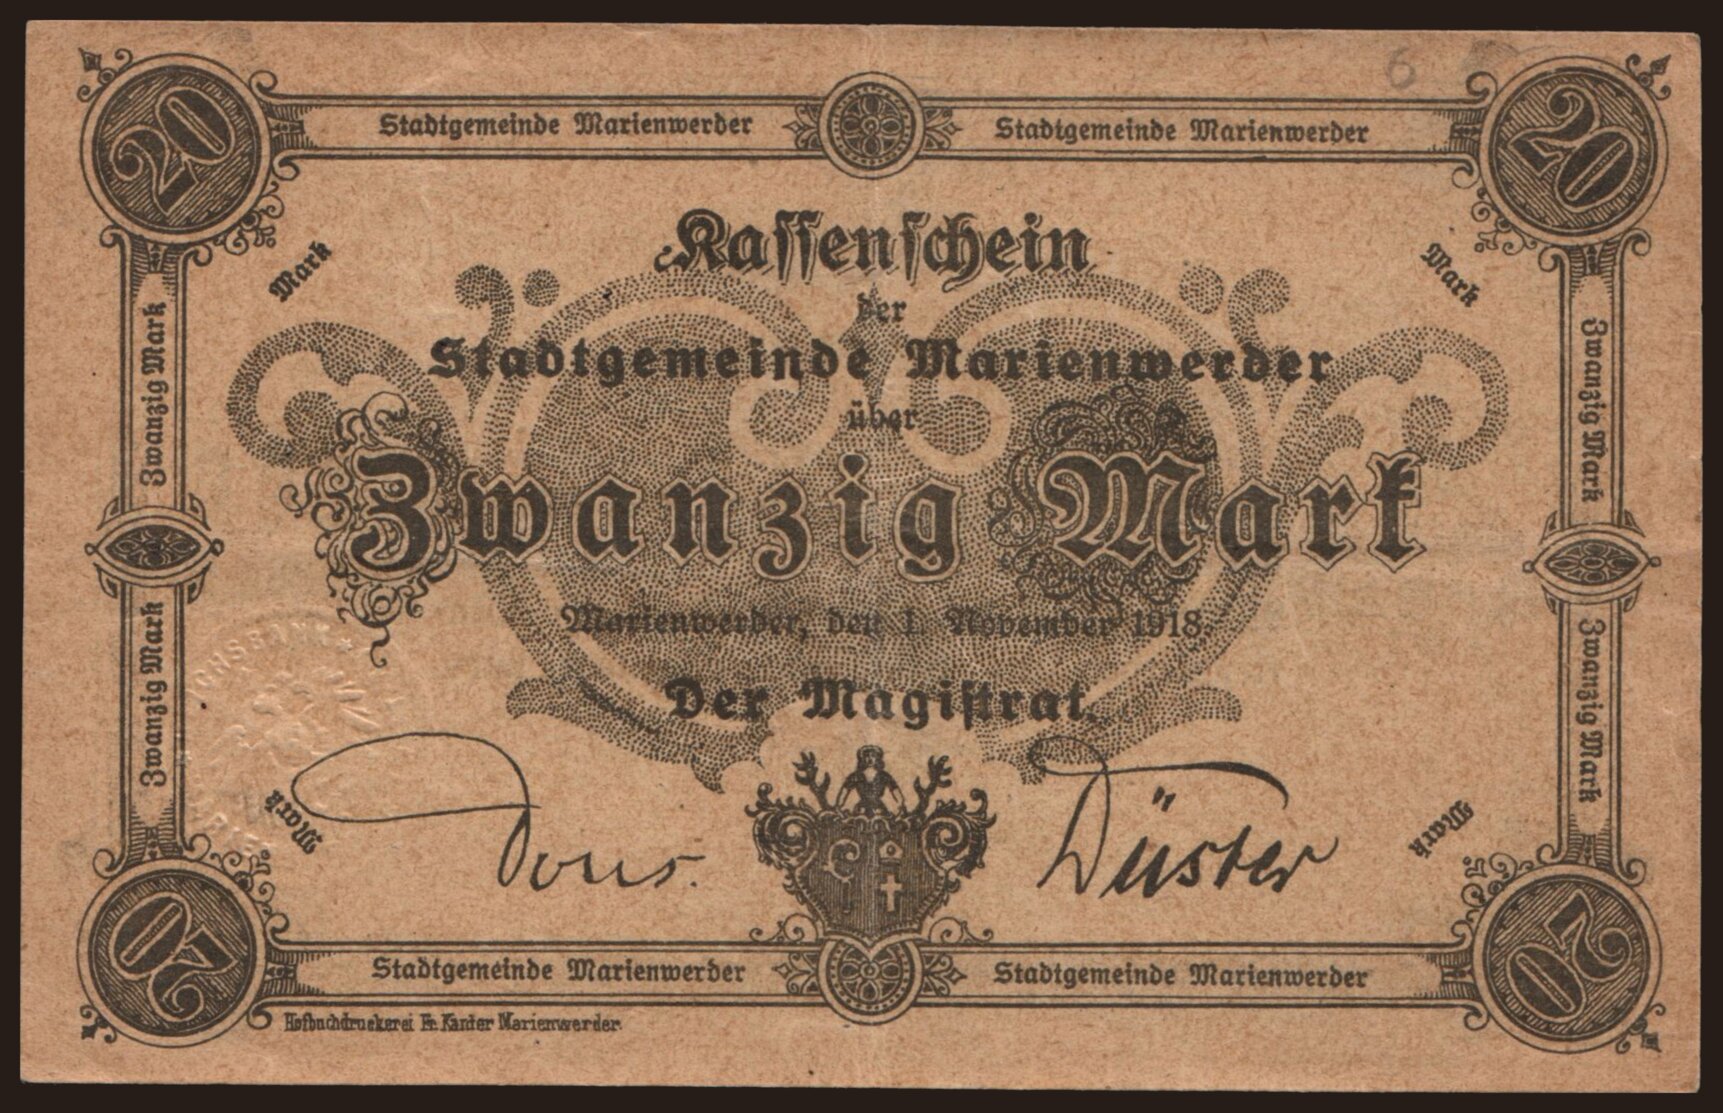 6
20
20
Stadtgemeinde Marienwerder
Stadtgemeinde Marienwerder
Mark
Mark
Kassenschein
der
Stadtgemeinde Marienwerder
über
Zwanzig Mark
Marienwerder, den 1. November 1918.
Der Magistrat.
Zwanzig Mark
Zwanzig Mark
Zwanzig Mark
Zwanzig Mark
Mark
Mark
Düster
20
20
Stadtgemeinde Marienwerder
Stadtgemeinde Marienwerder
Hofbuchdruckerei Fr. Kanter Marienwerder